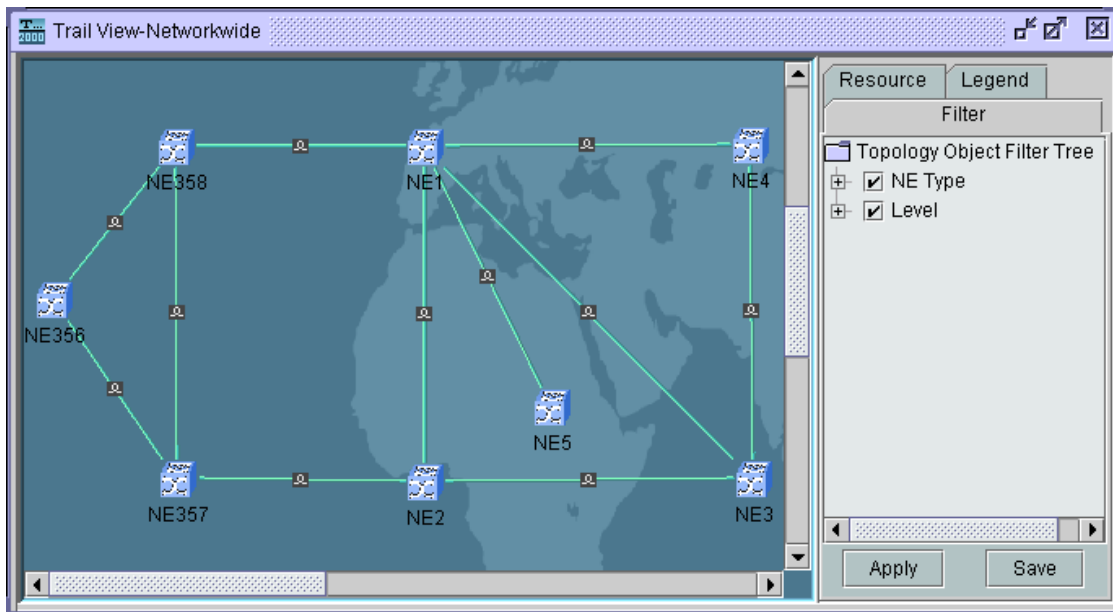 T...
2000
Trail View-Networkwide
Resource
Legend
Filter
Topology Object Filter Tree
NE Type
Level
NE358
NE1
NE4
NE356
NE5
NE357
NE2
NE3
Apply
Save